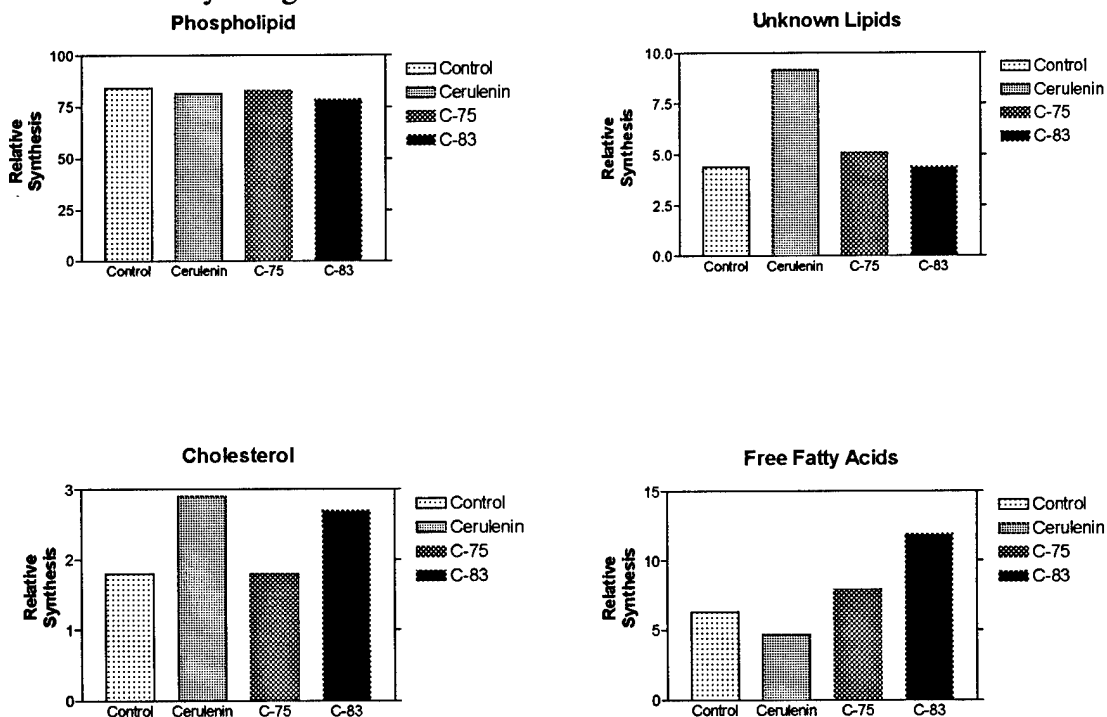 Phospholipid
100
75
50
25
0
Relative
Synthesis
Control
Cerulenin
C-75
C-83
Control
Cerulenin
C-75
C-83
Unknown Lipids
10.0
7.5
5.0
2.5
0.0
Relative
Synthesis
Control
Cerulenin
C-75
C-83
Control
Cerulenin
C-75
C-83
Cholesterol
3
2
1
0
Relative
Synthesis
Control
Cerulenin
C-75
C-83
Control
Cerulenin
C-75
C-83
Free Fatty Acids
15
10
5
0
Relative
Synthesis
Control
Cerulenin
C-75
C-83
Control
Cerulenin
C-75
C-83